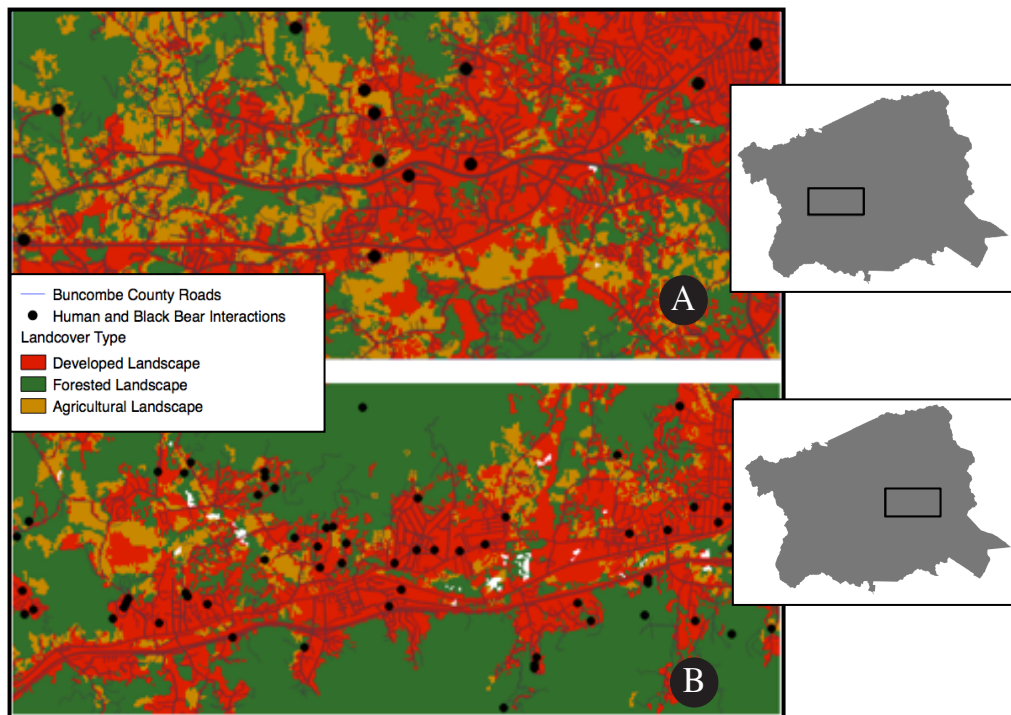 A
Buncombe County Roads
Human and Black Bear Interactions
Landcover Type
Developed Landscape
Forested Landscape
Agricultural Landscape
B